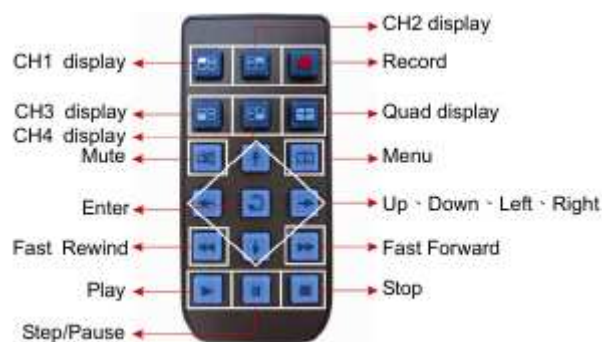 CH2 display
CH1 display
Record
CH3 display
Quad display
CH4 display
Mute
Menu
Enter
Up、Down、Left、Right
Fast Rewind
Fast Forward
Play
Stop
Step/Pause